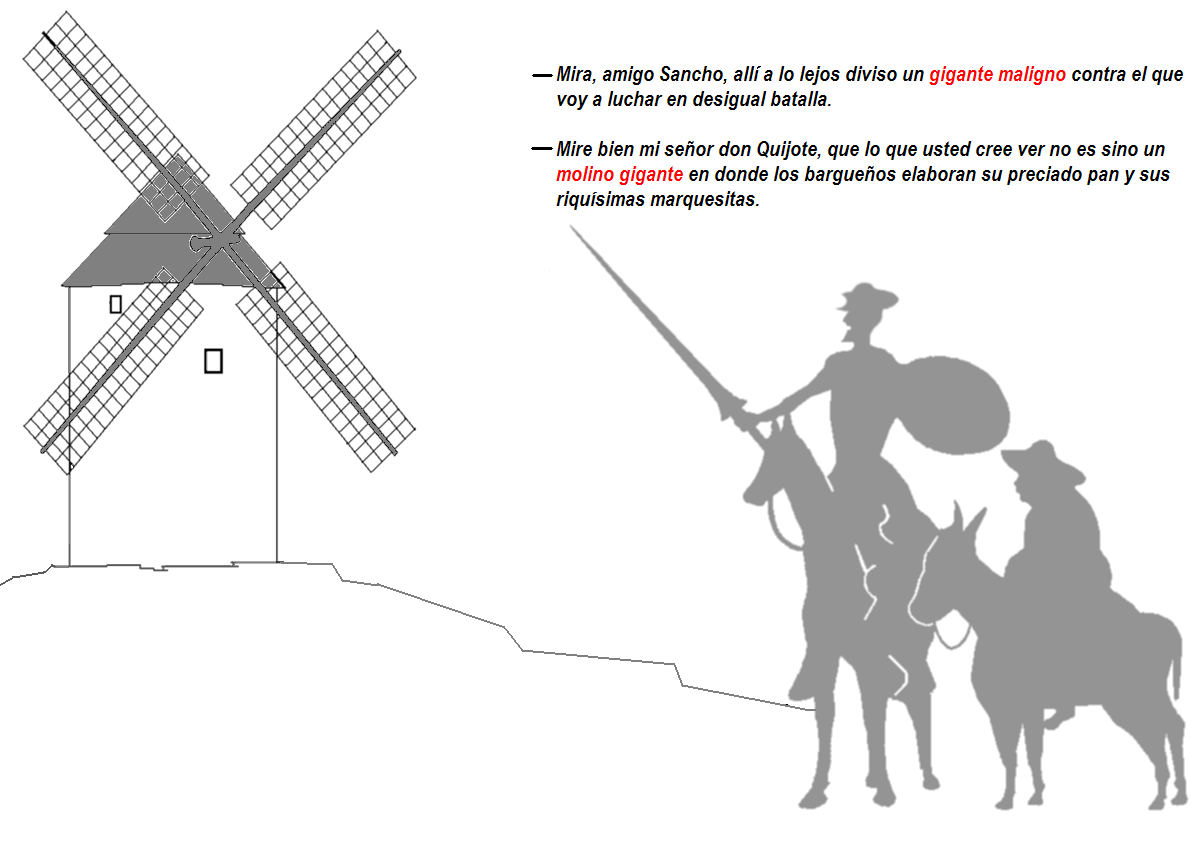 — Mira, amigo Sancho, allí a lo lejos diviso un gigante maligno contra el que
voy a luchar en desigual batalla.
— Mire bien mi señor don Quijote, que lo que usted cree ver no es sino un
molino gigante en donde los bargueños elaboran su preciado pan y sus
riquísimas marquesitas.